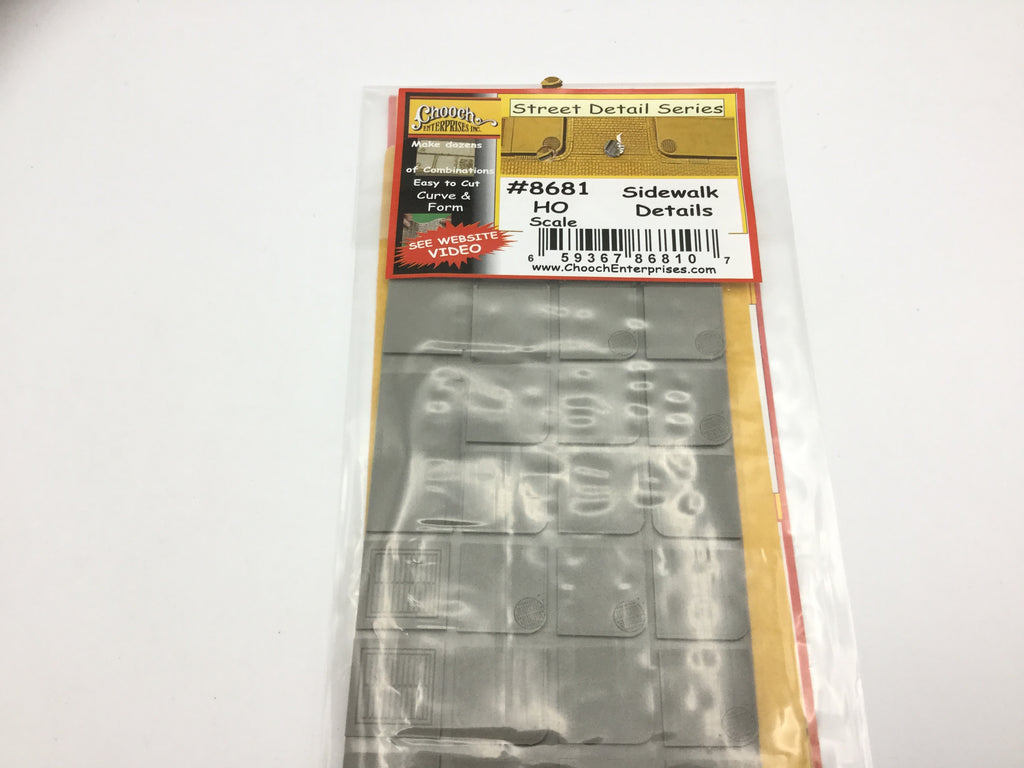 Chooch
ENTERPRISES INC.
Street Detail Series
Make dozens
of Combinations
Easy to Cut
Curve &
Form
SEE WEBSITE
VIDEO
#8681
HO
Scale
Sidewalk
Details
6 59367 86810 7
www.ChoochEnterprises.com